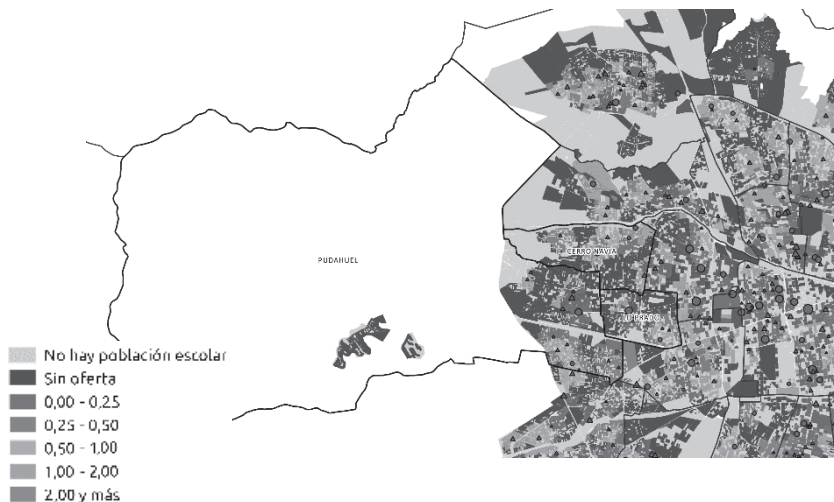 PUDAHUEL
CERRO NAVIA
LO PRADO
No hay población escolar
Sin oferta
0,00 - 0,25
0,25 - 0,50
0,50 - 1,00
1,00 - 2,00
2,00 y más